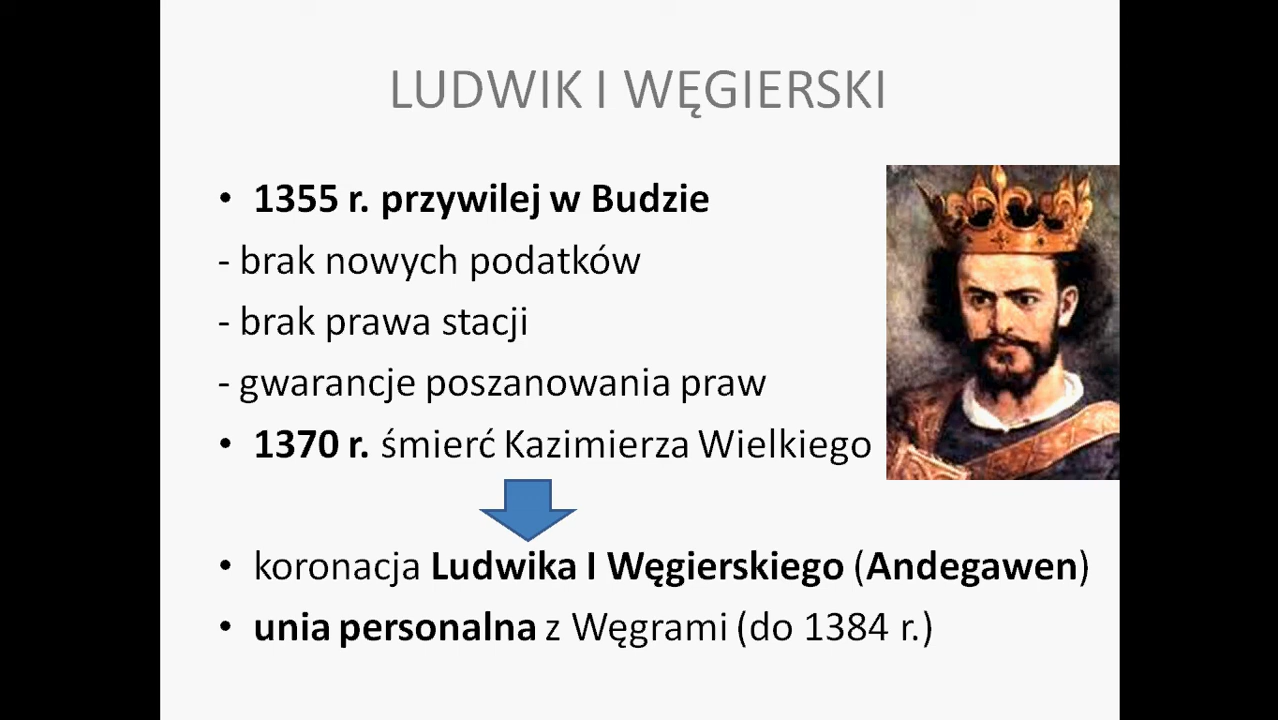 LUDWIK I WĘGIERSKI
• 1355 r. przywilej w Budzie
- brak nowych podatków
- brak prawa stacji
- gwarancje poszanowania praw
• 1370 r. śmierć Kazimierza Wielkiego
• koronacja Ludwika I Węgierskiego (Andegawen)
• unia personalna z Węgrami (do 1384 r.)